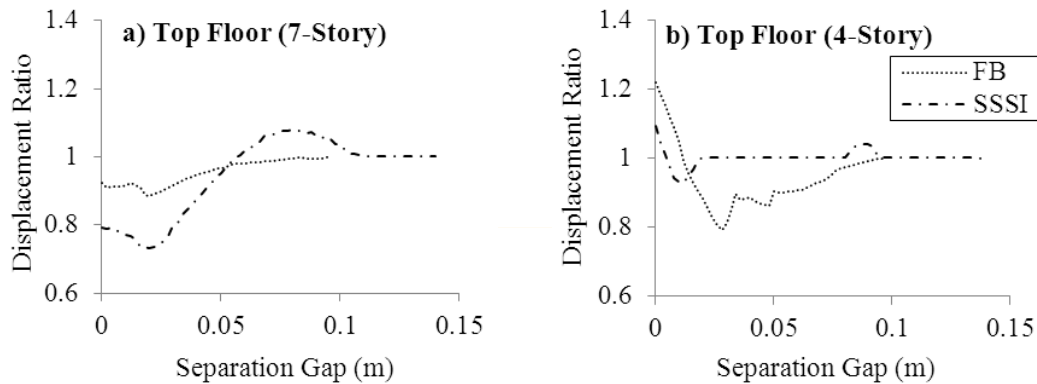 a) Top Floor (7-Story)
Displacement Ratio
1.4
1.2
1
0.8
0.6
0
0.05
0.1
0.15
Separation Gap (m)
b) Top Floor (4-Story)
FB
SSSI
Displacement Ratio
1.4
1.2
1
0.8
0.6
0
0.05
0.1
0.15
Separation Gap (m)